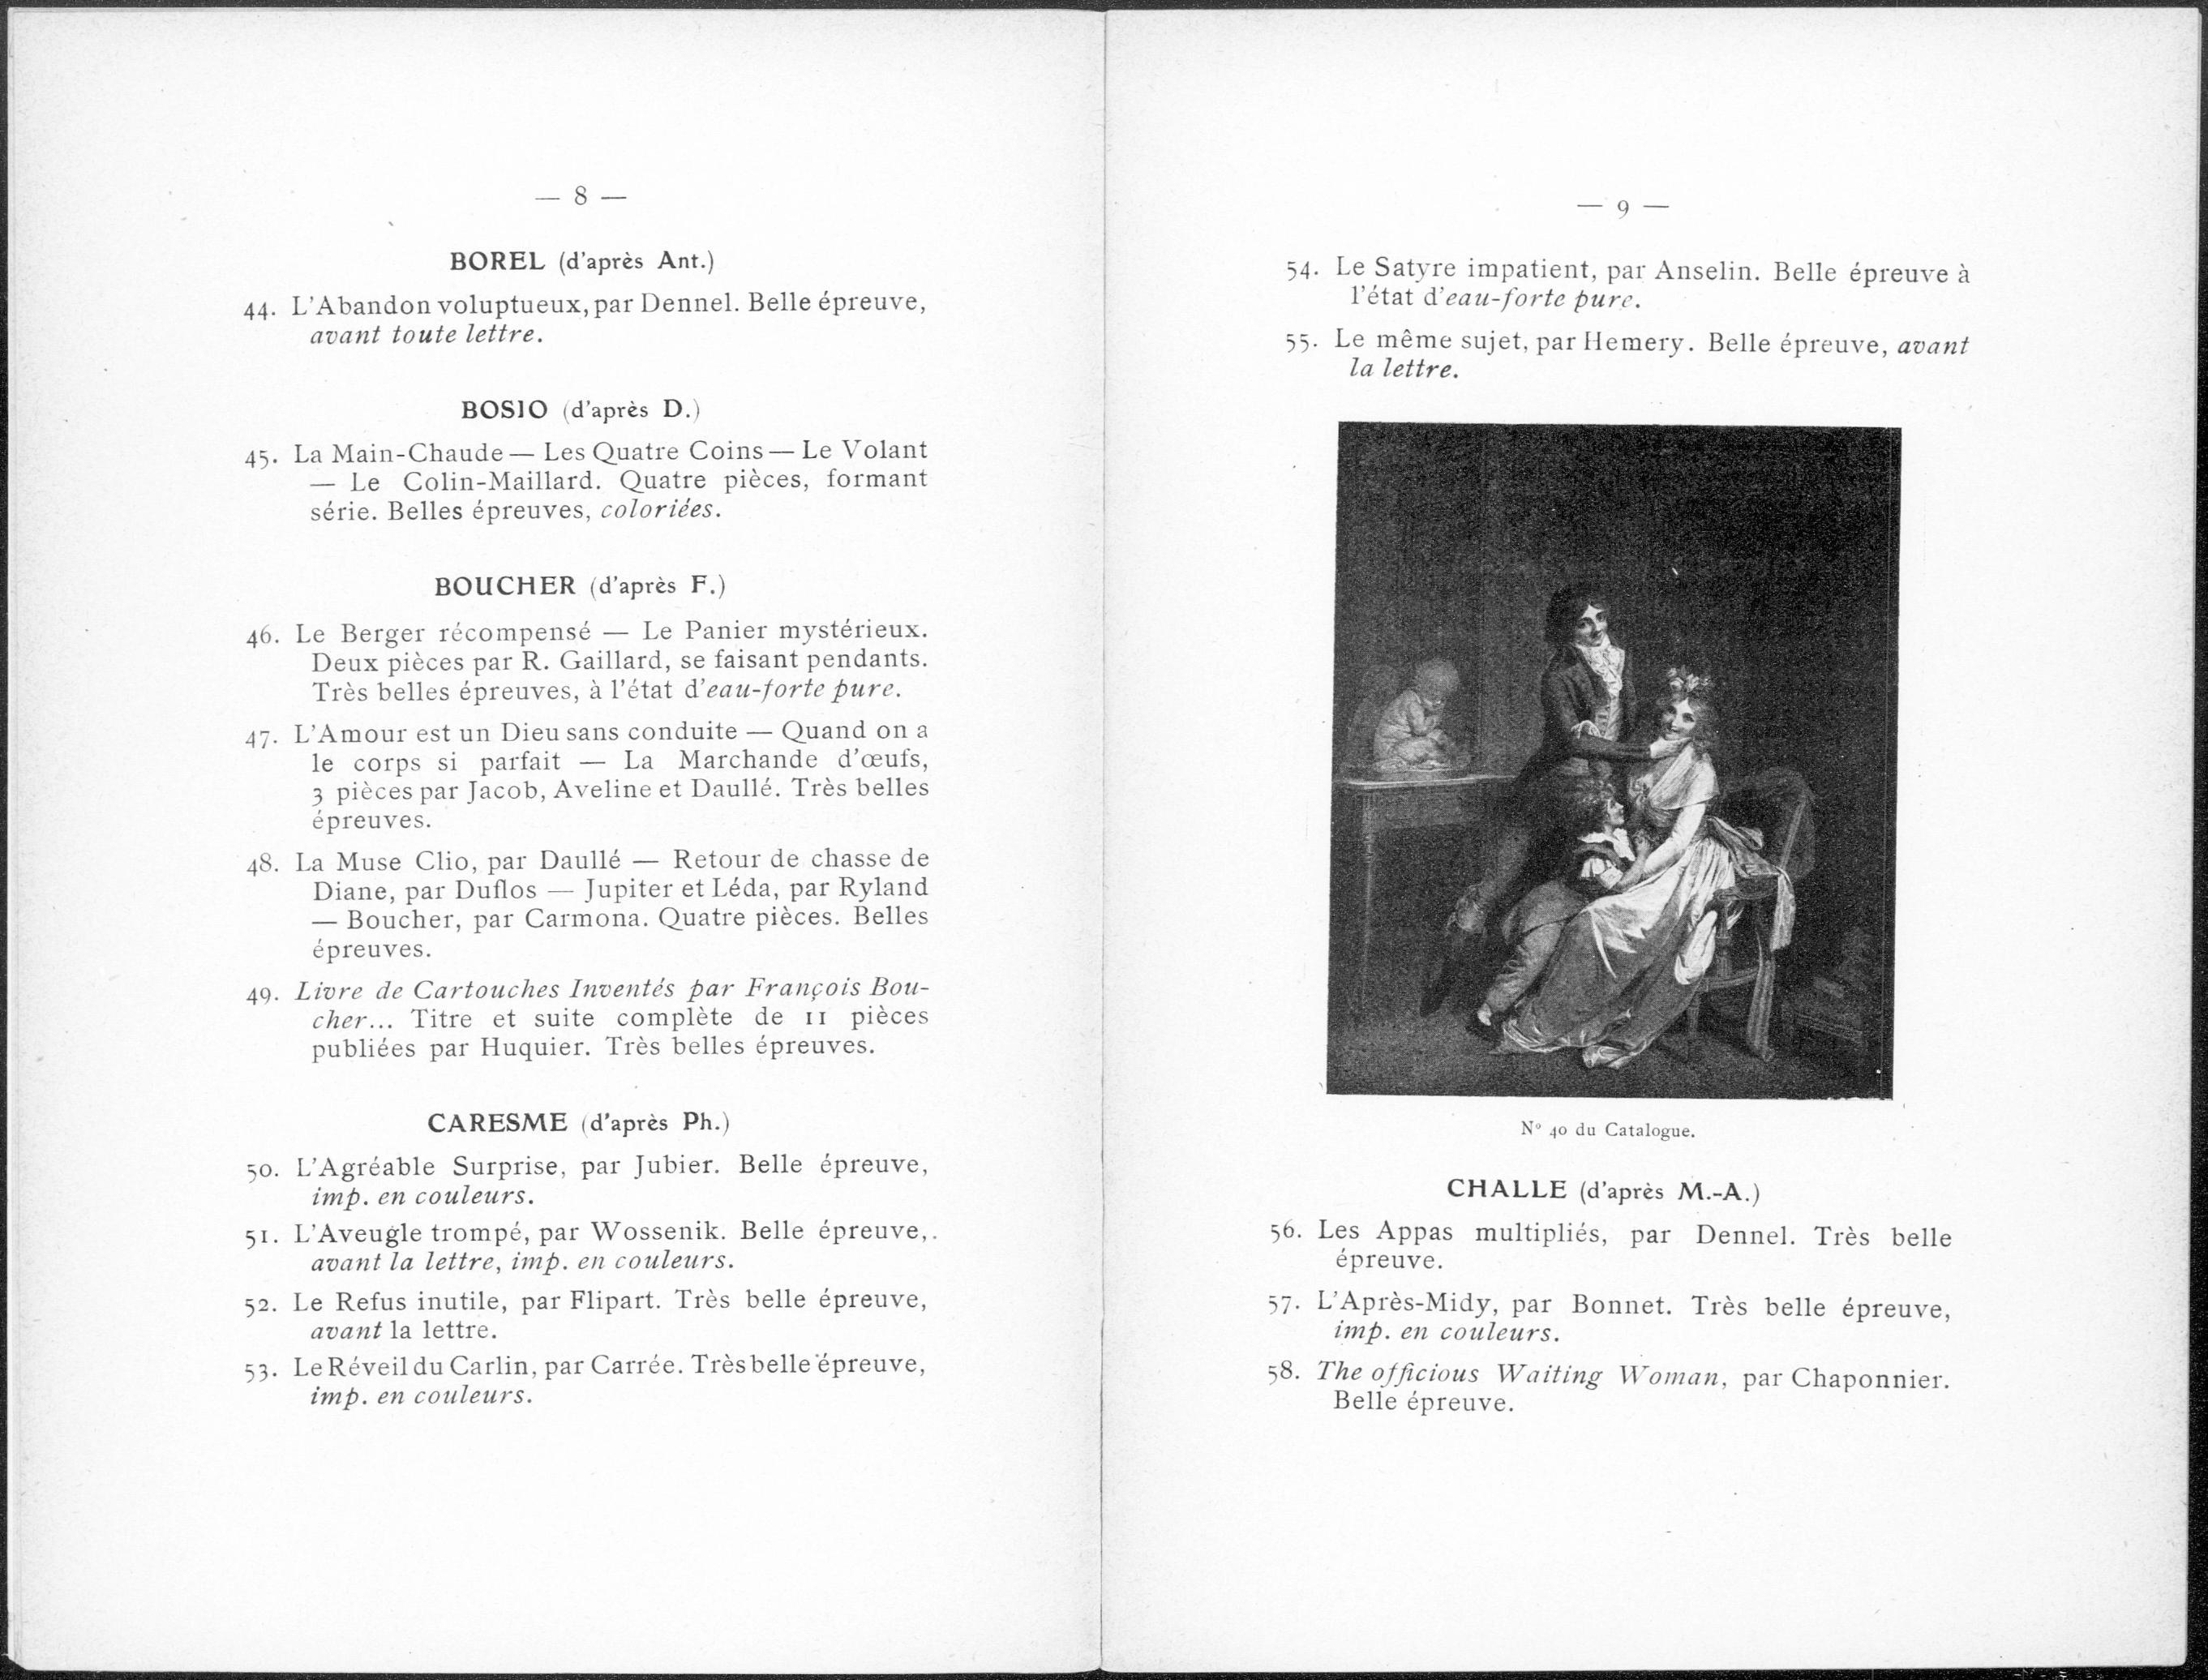 — 8 —
BOREL (d'après Ant.)
44. L'Abandon voluptueux, par Dennel. Belle épreuve,
avant toute lettre.
BOSIO (d'après D.)
45. La Main-Chaude — Les Quatre Coins — Le Volant
— Le Colin-Maillard. Quatre pièces, formant
série. Belles épreuves, coloriées.
BOUCHER (d'après F.)
46. Le Berger récompensé — Le Panier mystérieux.
Deux pièces par R. Gaillard, se faisant pendants.
Très belles épreuves, à l'état d'eau-forte pure.
47. L'Amour est un Dieu sans conduite — Quand on a
le corps si parfait — La Marchande d'œufs,
3 pièces par Jacob, Aveline et Daullé. Très belles
épreuves.
48. La Muse Clio, par Daullé — Retour de chasse de
Diane, par Duflos — Jupiter et Léda, par Ryland
— Boucher, par Carmona. Quatre pièces. Belles
épreuves.
49. Livre de Cartouches Inventés par François Bou-
cher... Titre et suite complète de 11 pièces
publiées par Huquier. Très belles épreuves.
CARESME (d'après Ph.)
50. L'Agréable Surprise, par Jubier. Belle épreuve,
imp. en couleurs.
51. L'Aveugle trompé, par Wossenik. Belle épreuve,.
avant la lettre, imp. en couleurs.
52. Le Refus inutile, par Flipart. Très belle épreuve,
avant la lettre.
53. Le Réveil du Carlin, par Carrée. Très belle épreuve,
imp. en couleurs.
— 9 —
54. Le Satyre impatient, par Anselin. Belle épreuve à
l'état d'eau-forte pure.
55. Le même sujet, par Hemery. Belle épreuve, avant
la lettre.
N° 40 du Catalogue.
CHALLE (d'après M.-A.)
56. Les Appas multipliés, par Dennel. Très belle
épreuve.
57. L'Après-Midy, par Bonnet. Très belle épreuve,
imp. en couleurs.
58. The officious Waiting Woman, par Chaponnier.
Belle épreuve.